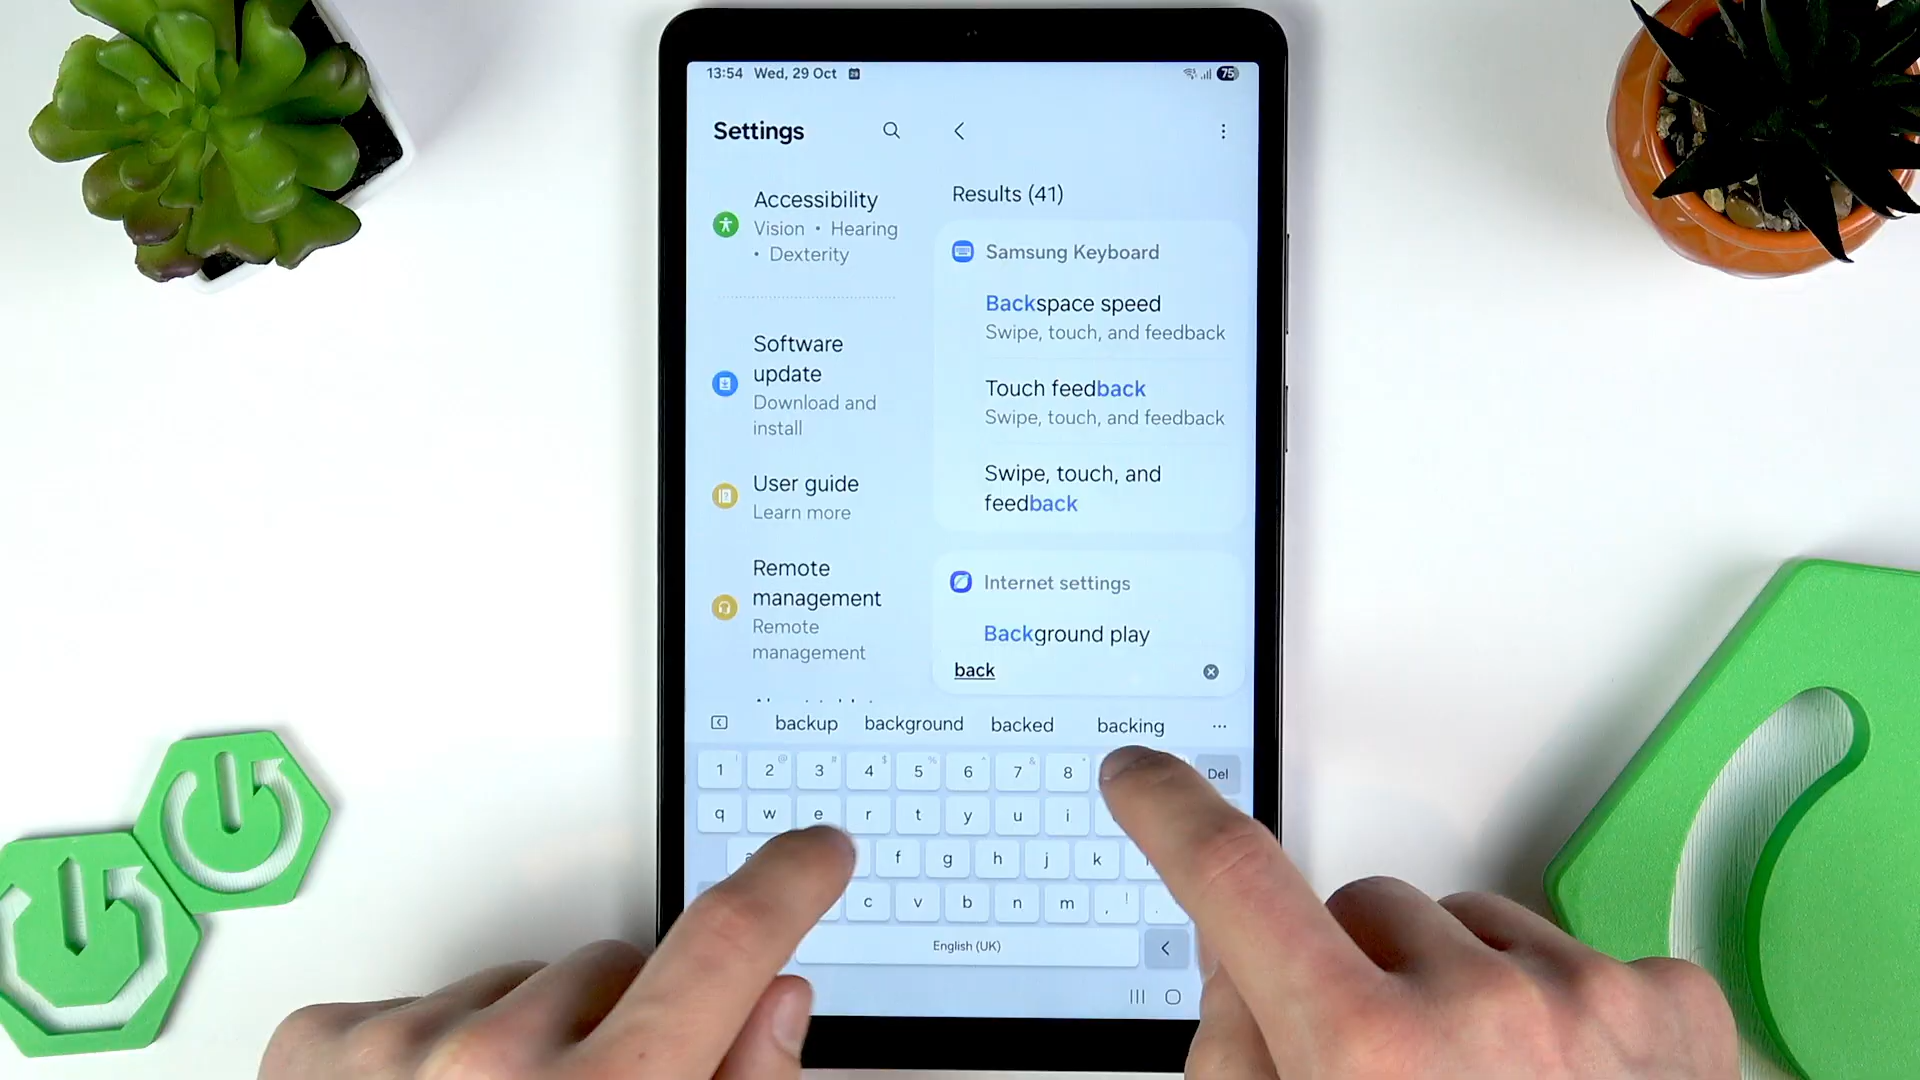 13:54 Wed, 29 Oct
75
Settings
Accessibility
Vision • Hearing
• Dexterity
Software
update
Download and
install
User guide
Learn more
Remote
management
Remote
management
Results (41)
Samsung Keyboard
Backspace speed
Swipe, touch, and feedback
Touch feedback
Swipe, touch, and feedback
Swipe, touch, and
feedback
Internet settings
Background play
back
backup background backed backing ...
1 ! 2 @ 3 # 4 $ 5 % 6 ^ 7 & 8 * Del
q w e r t y u i
f g h j k
c v b n m , ! .
English (UK) <